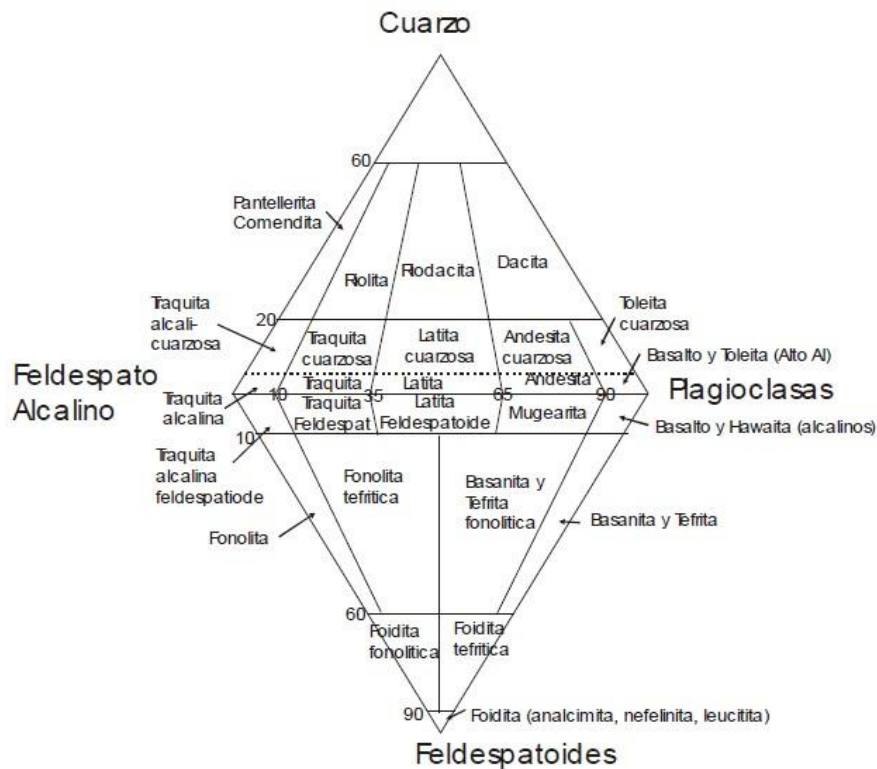 Cuarzo
60
Pantellerita
Comendita
Riolita
Riodacita
Dacita
Traquita
alcali-
cuarzosa
20
Toleita
cuarzosa
Traquita
cuarzosa
Latita
cuarzosa
Andesita
cuarzosa
Basalto y Toleita (Alto Al)
Feldespato
Alcalino
Traquita
alcalina
10
Traquita
35
Latita
65
Andesita
90
Plagioclasas
Traquita
Feldespat
Latita
Feldespatoide
Mugearita
Basalto y Hawaita (alcalinos)
10
Traquita
alcalina
feldespatiode
Fonolita
tefritica
Basanita y
Tefrita
fonolitica
Fonolita
Basanita y Tefrita
60
Foidita
fonolitica
Foidita
tefritica
90
Foidita (analcimita, nefelinita, leucitita)
Feldespatoides